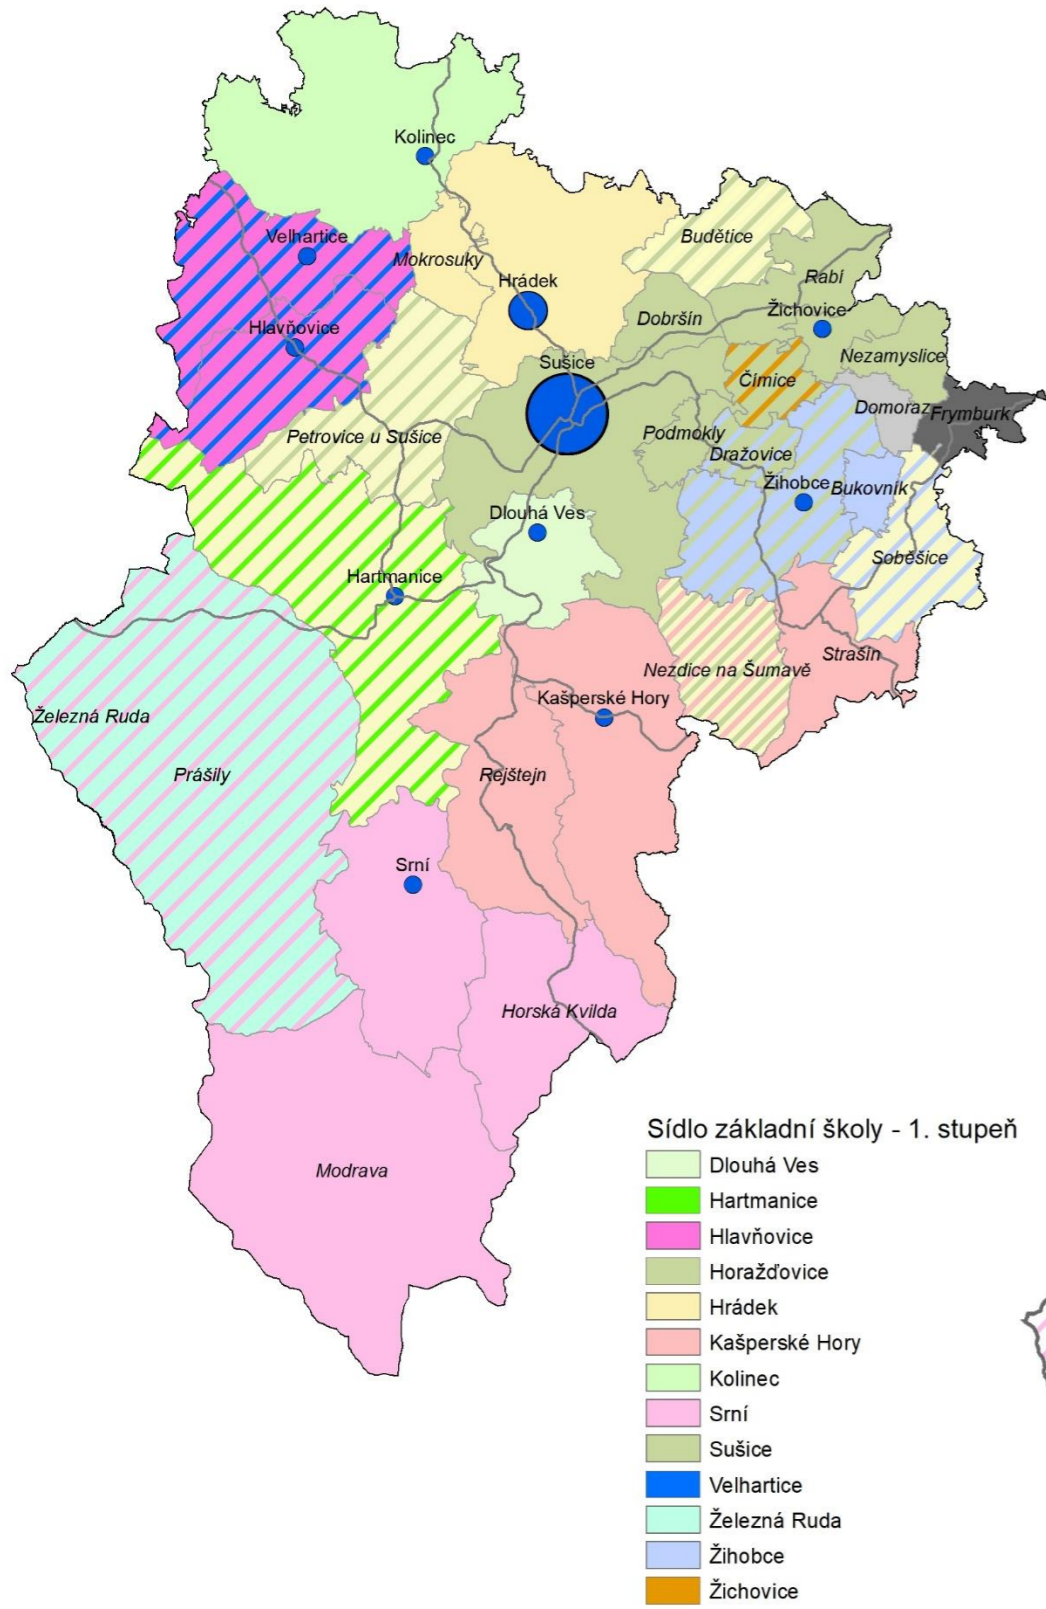 Kolinec
Velhartice
Mokrosuky
Budětice
Hrádek
Rabí
Hlavňovice
Dobršín
Žichovice
Sušice
Nezamyslice
Čímice
Domoraz
Frymburk
Petrovice u Sušice
Podmokly
Dražovice
Žihobce
Bukovník
Dlouhá Ves
Soběšice
Hartmanice
Strašín
Nezdice na Šumavě
Kašperské Hory
Železná Ruda
Prášily
Rejštejn
Srní
Horská Kvilda
Modrava
Sídlo základní školy - 1. stupeň
Dlouhá Ves
Hartmanice
Hlavňovice
Horažďovice
Hrádek
Kašperské Hory
Kolinec
Srní
Sušice
Velhartice
Železná Ruda
Žihobce
Žichovice